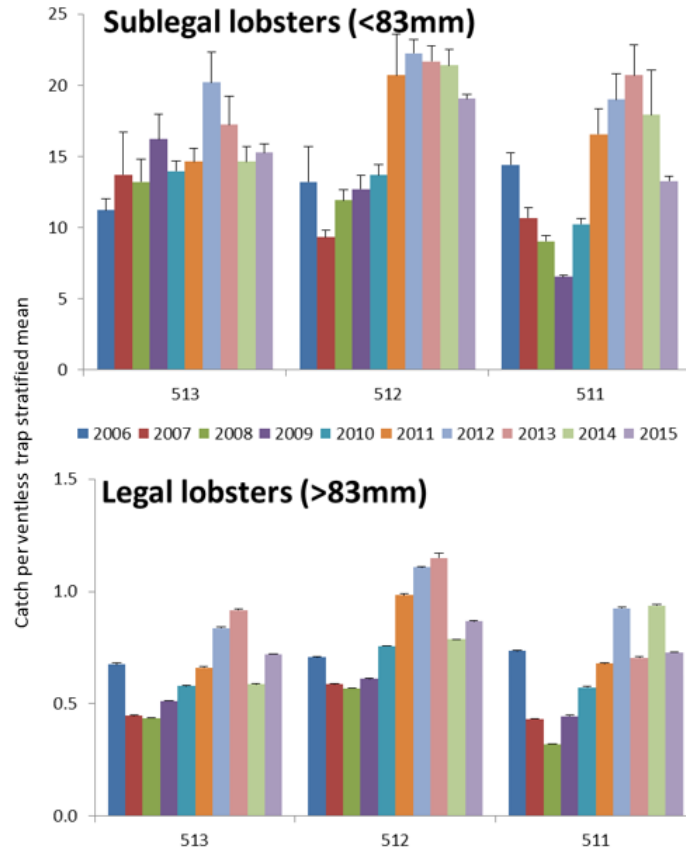 Sublegal lobsters (<83mm)
25
20
15
10
5
0
513 512 511
2006 2007 2008 2009 2010 2011 2012 2013 2014 2015
Catch perventless trap stratified mean
Legal lobsters (>83mm)
1.5
1.0
0.5
0.0
513 512 511